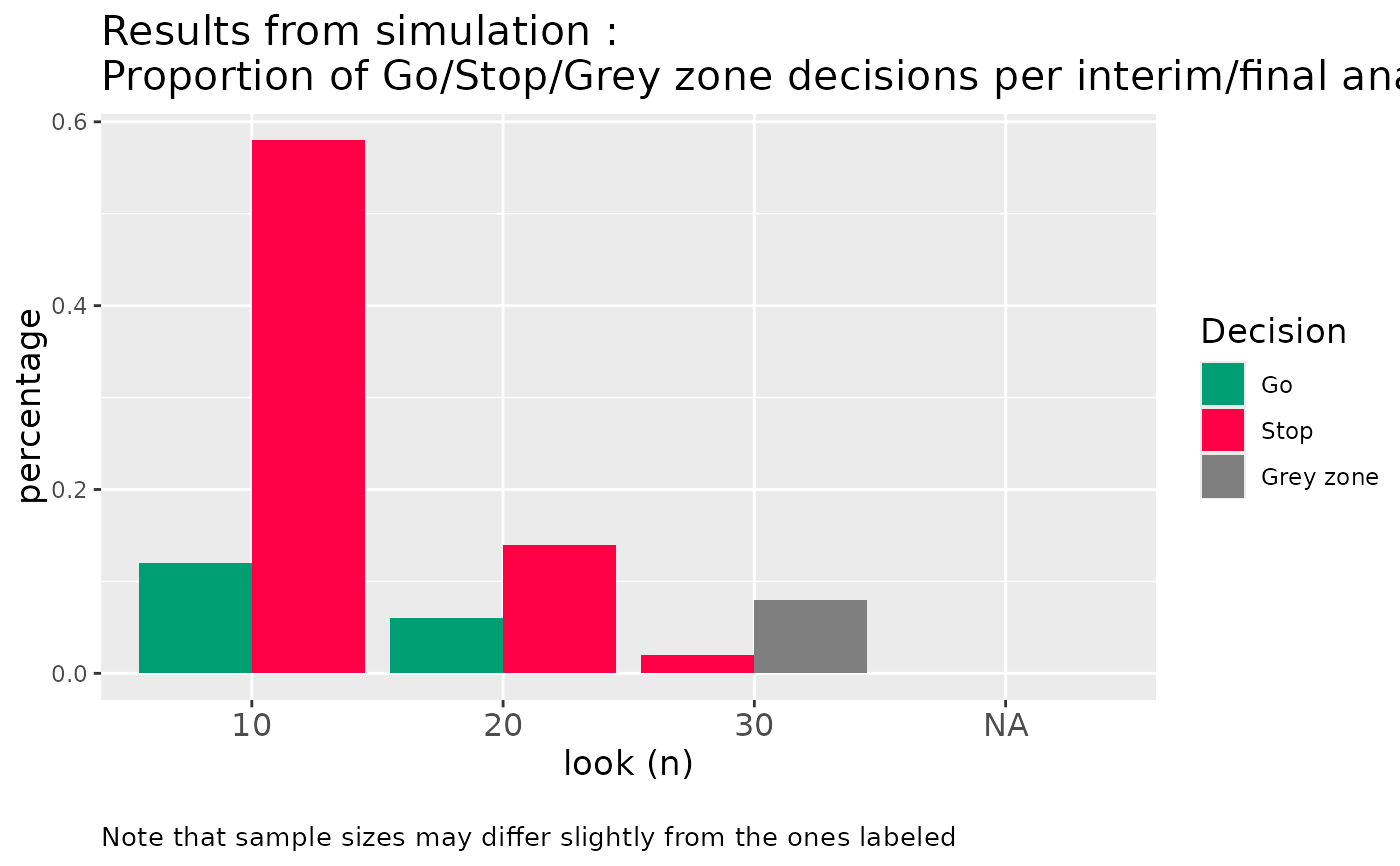 Results from simulation :
Proportion of Go/Stop/Grey zone decisions per interim/final ana
0.6
0.4
0.2
0.0
percentage
10 20 30 NA
look (n)
Decision
Go
Stop
Grey zone
Note that sample sizes may differ slightly from the ones labeled